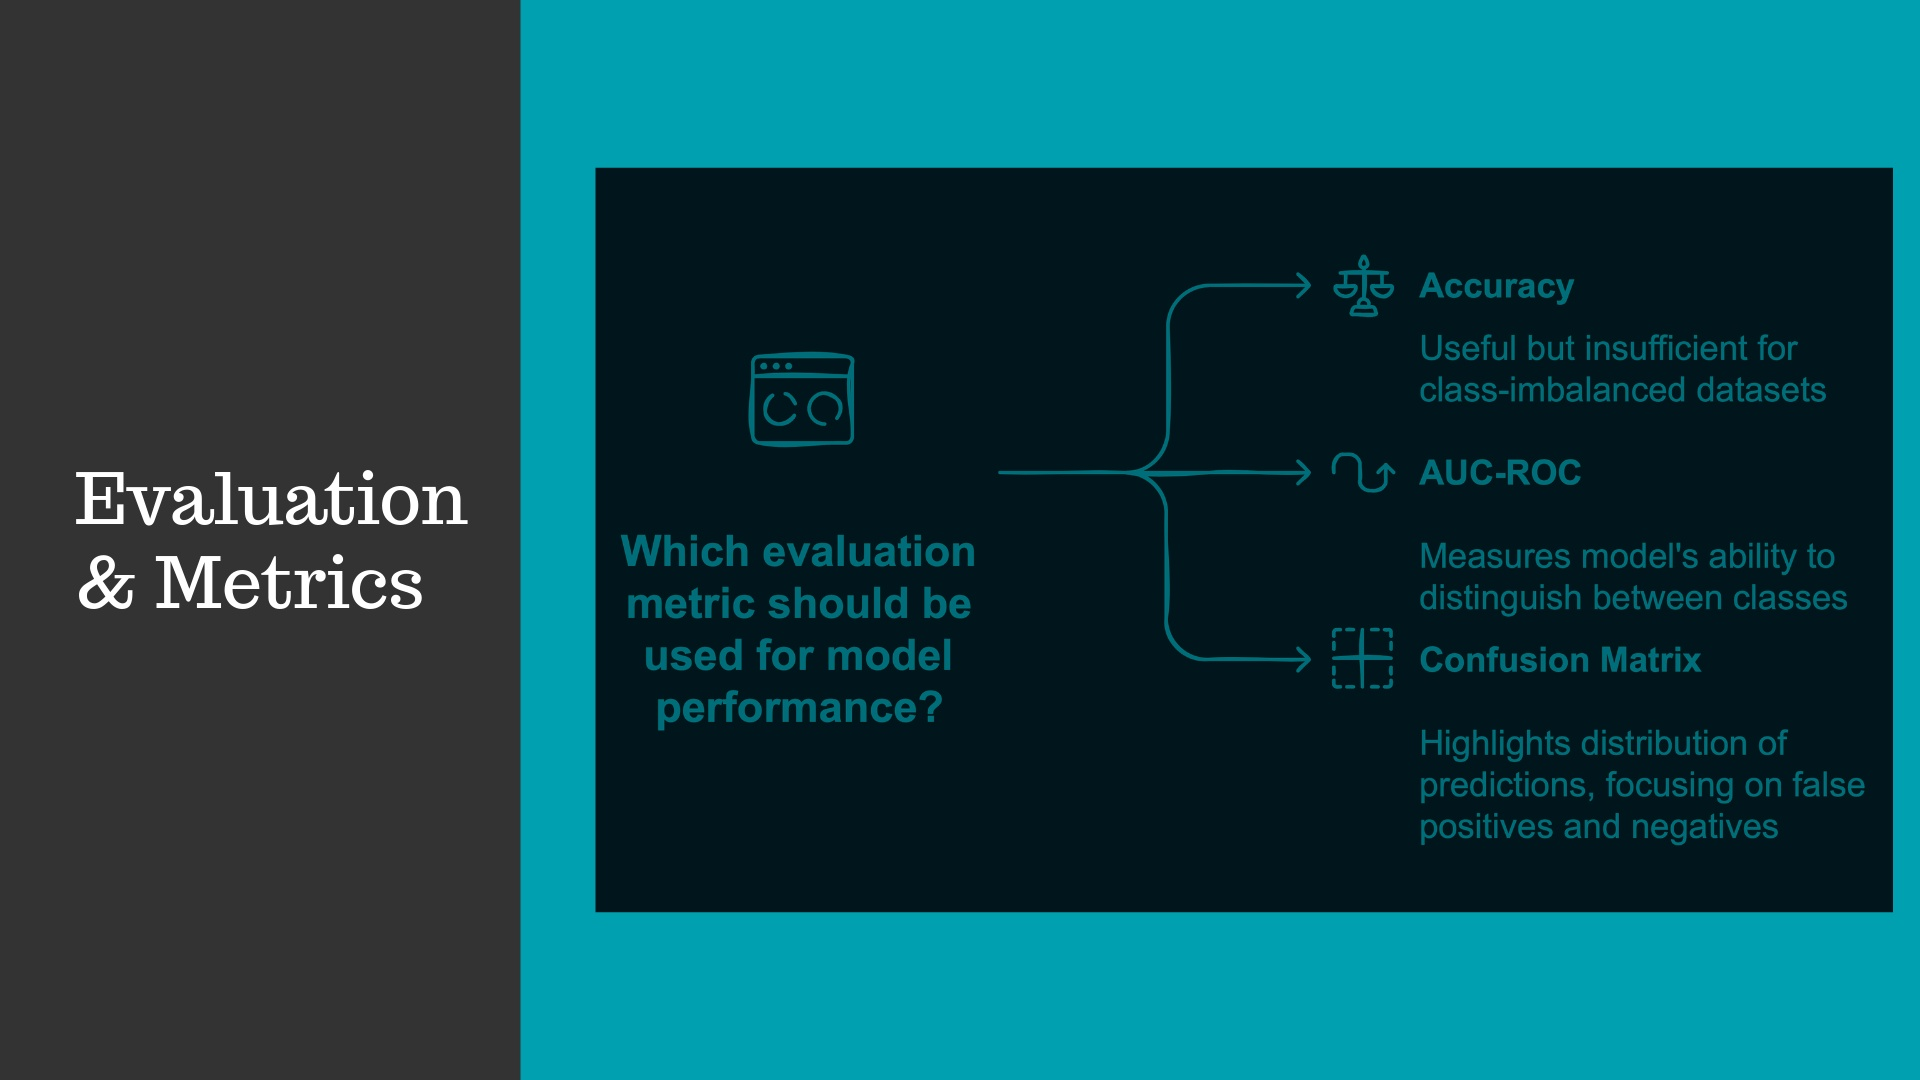 Evaluation
& Metrics
Which evaluation
metric should be
used for model
performance?
Accuracy
Useful but insufficient for
class-imbalanced datasets
AUC-ROC
Measures model's ability to
distinguish between classes
Confusion Matrix
Highlights distribution of
predictions, focusing on false
positives and negatives